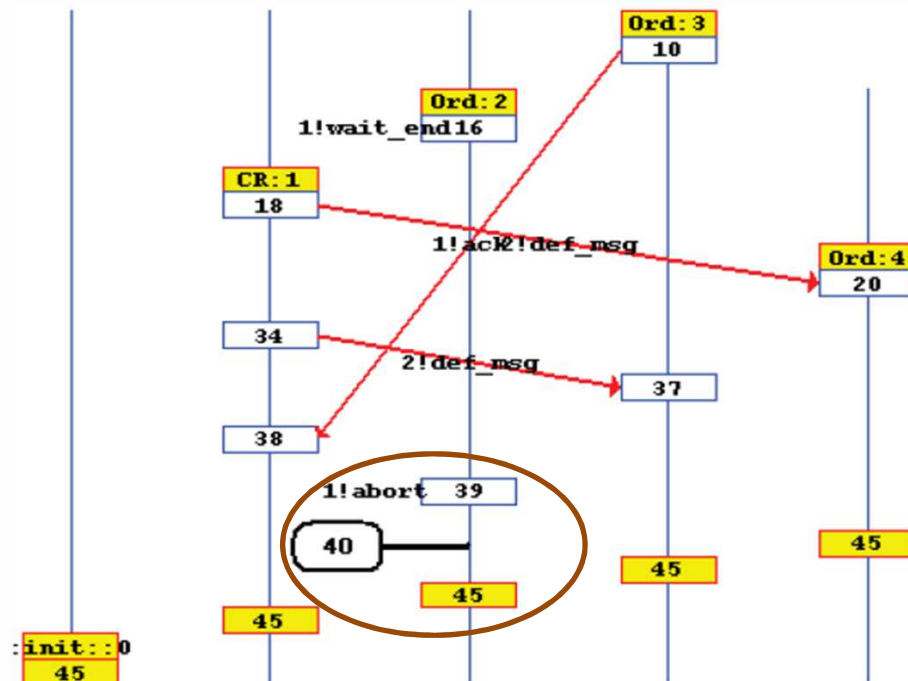 Ord:3
10
Ord:2
1!wait_end16
CR:1
18
1!ack2!def_msg
Ord:4
20
34
2!def_msg
37
38
1!abort 39
40
45
45
45
45
:init::0
45